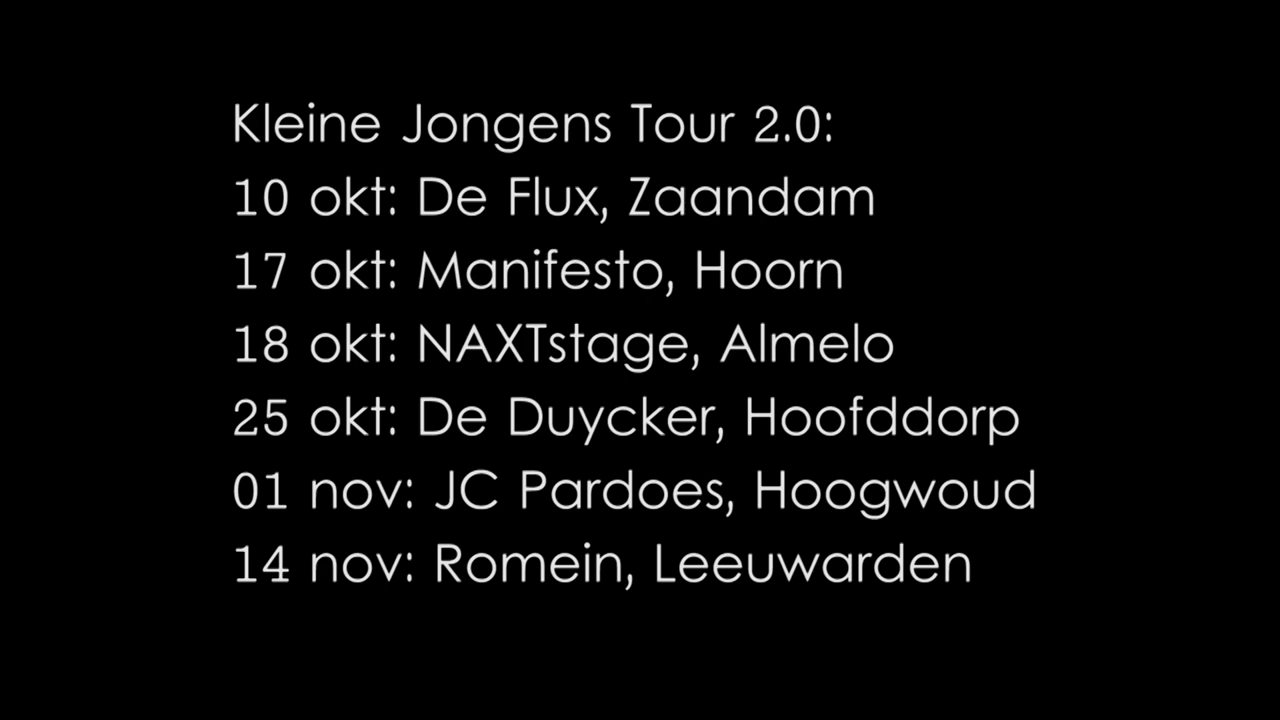 Kleine Jongens Tour 2.0:
10 okt: De Flux, Zaandam
17 okt: Manifesto, Hoorn
18 okt: NAXTstage, Almelo
25 okt: De Duycker, Hoofddorp
01 nov: JC Pardoes, Hoogwoud
14 nov: Romein, Leeuwarden